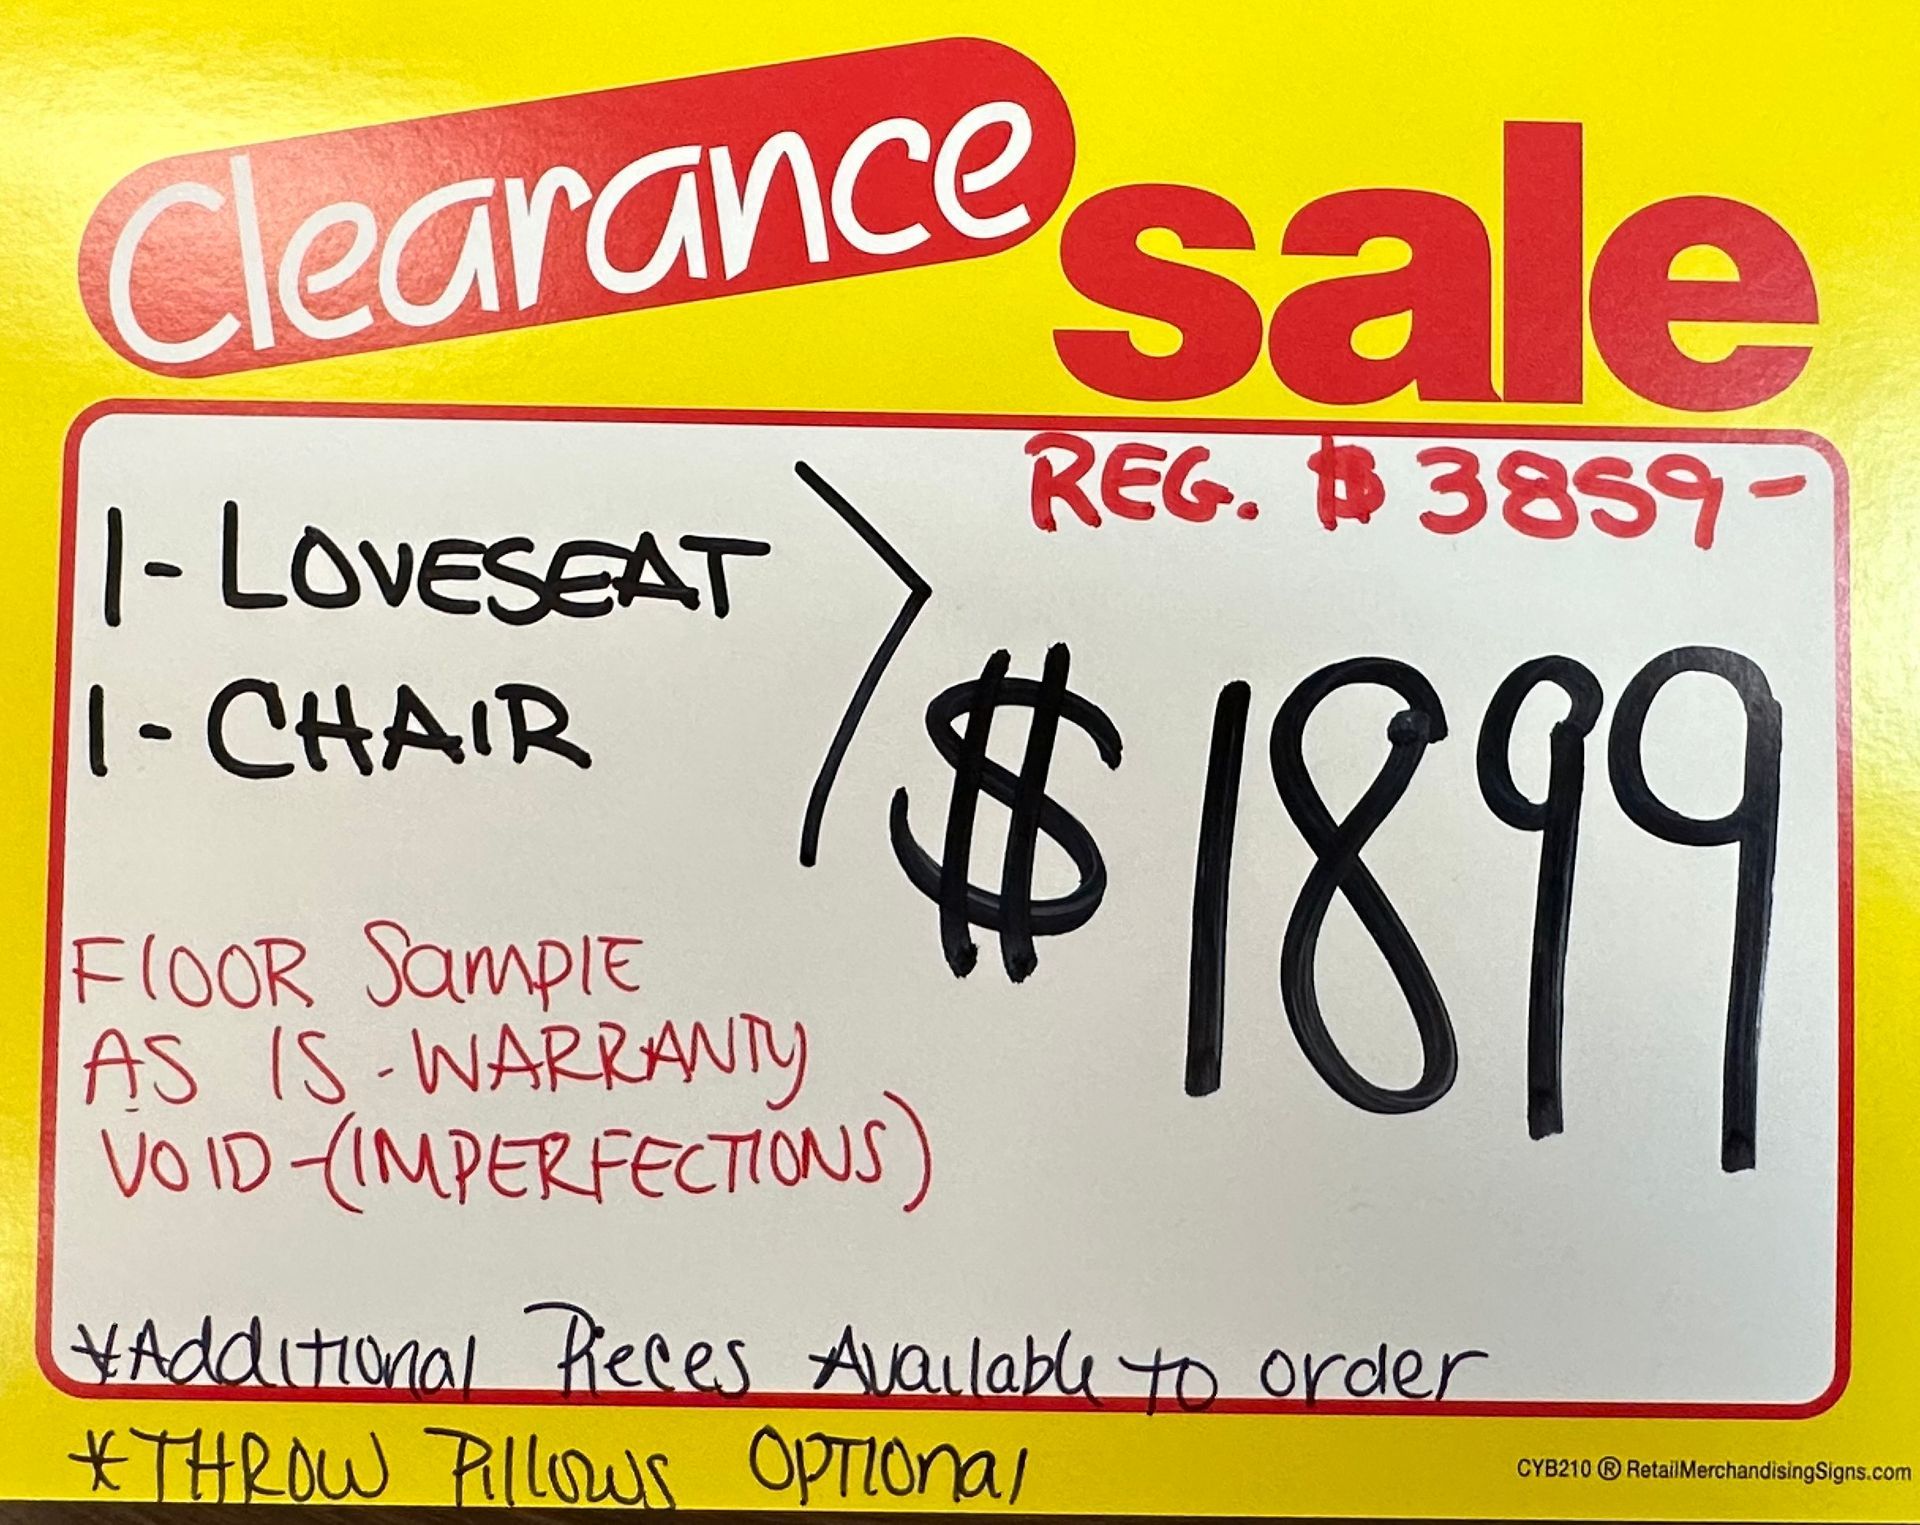 Clearance sale
REG. $3859-
1-LOVESEAT
1-CHAIR
$1899
FLOOR SAMPLE
AS IS-WARRANTY
VOID-(IMPERFECTIONS)
*Additional Pieces Available to order
*THROW Pillows OPTIONAL
CYB210 ® RetailMerchandisingSigns.com